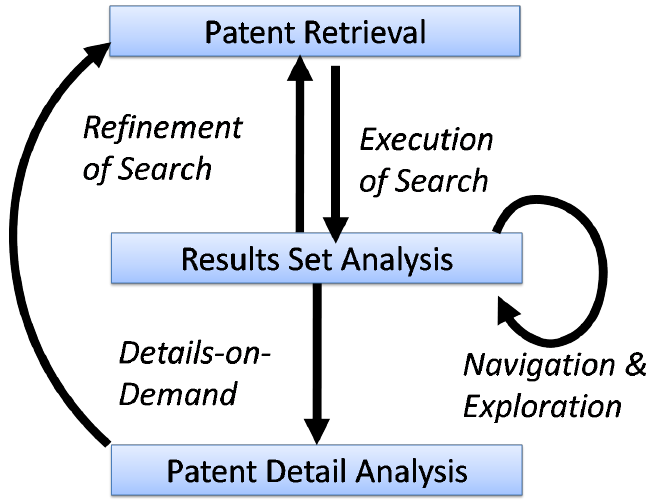 Patent Retrieval
Refinement
of Search
Execution
of Search
Results Set Analysis
Details-on-
Demand
Navigation &
Exploration
Patent Detail Analysis